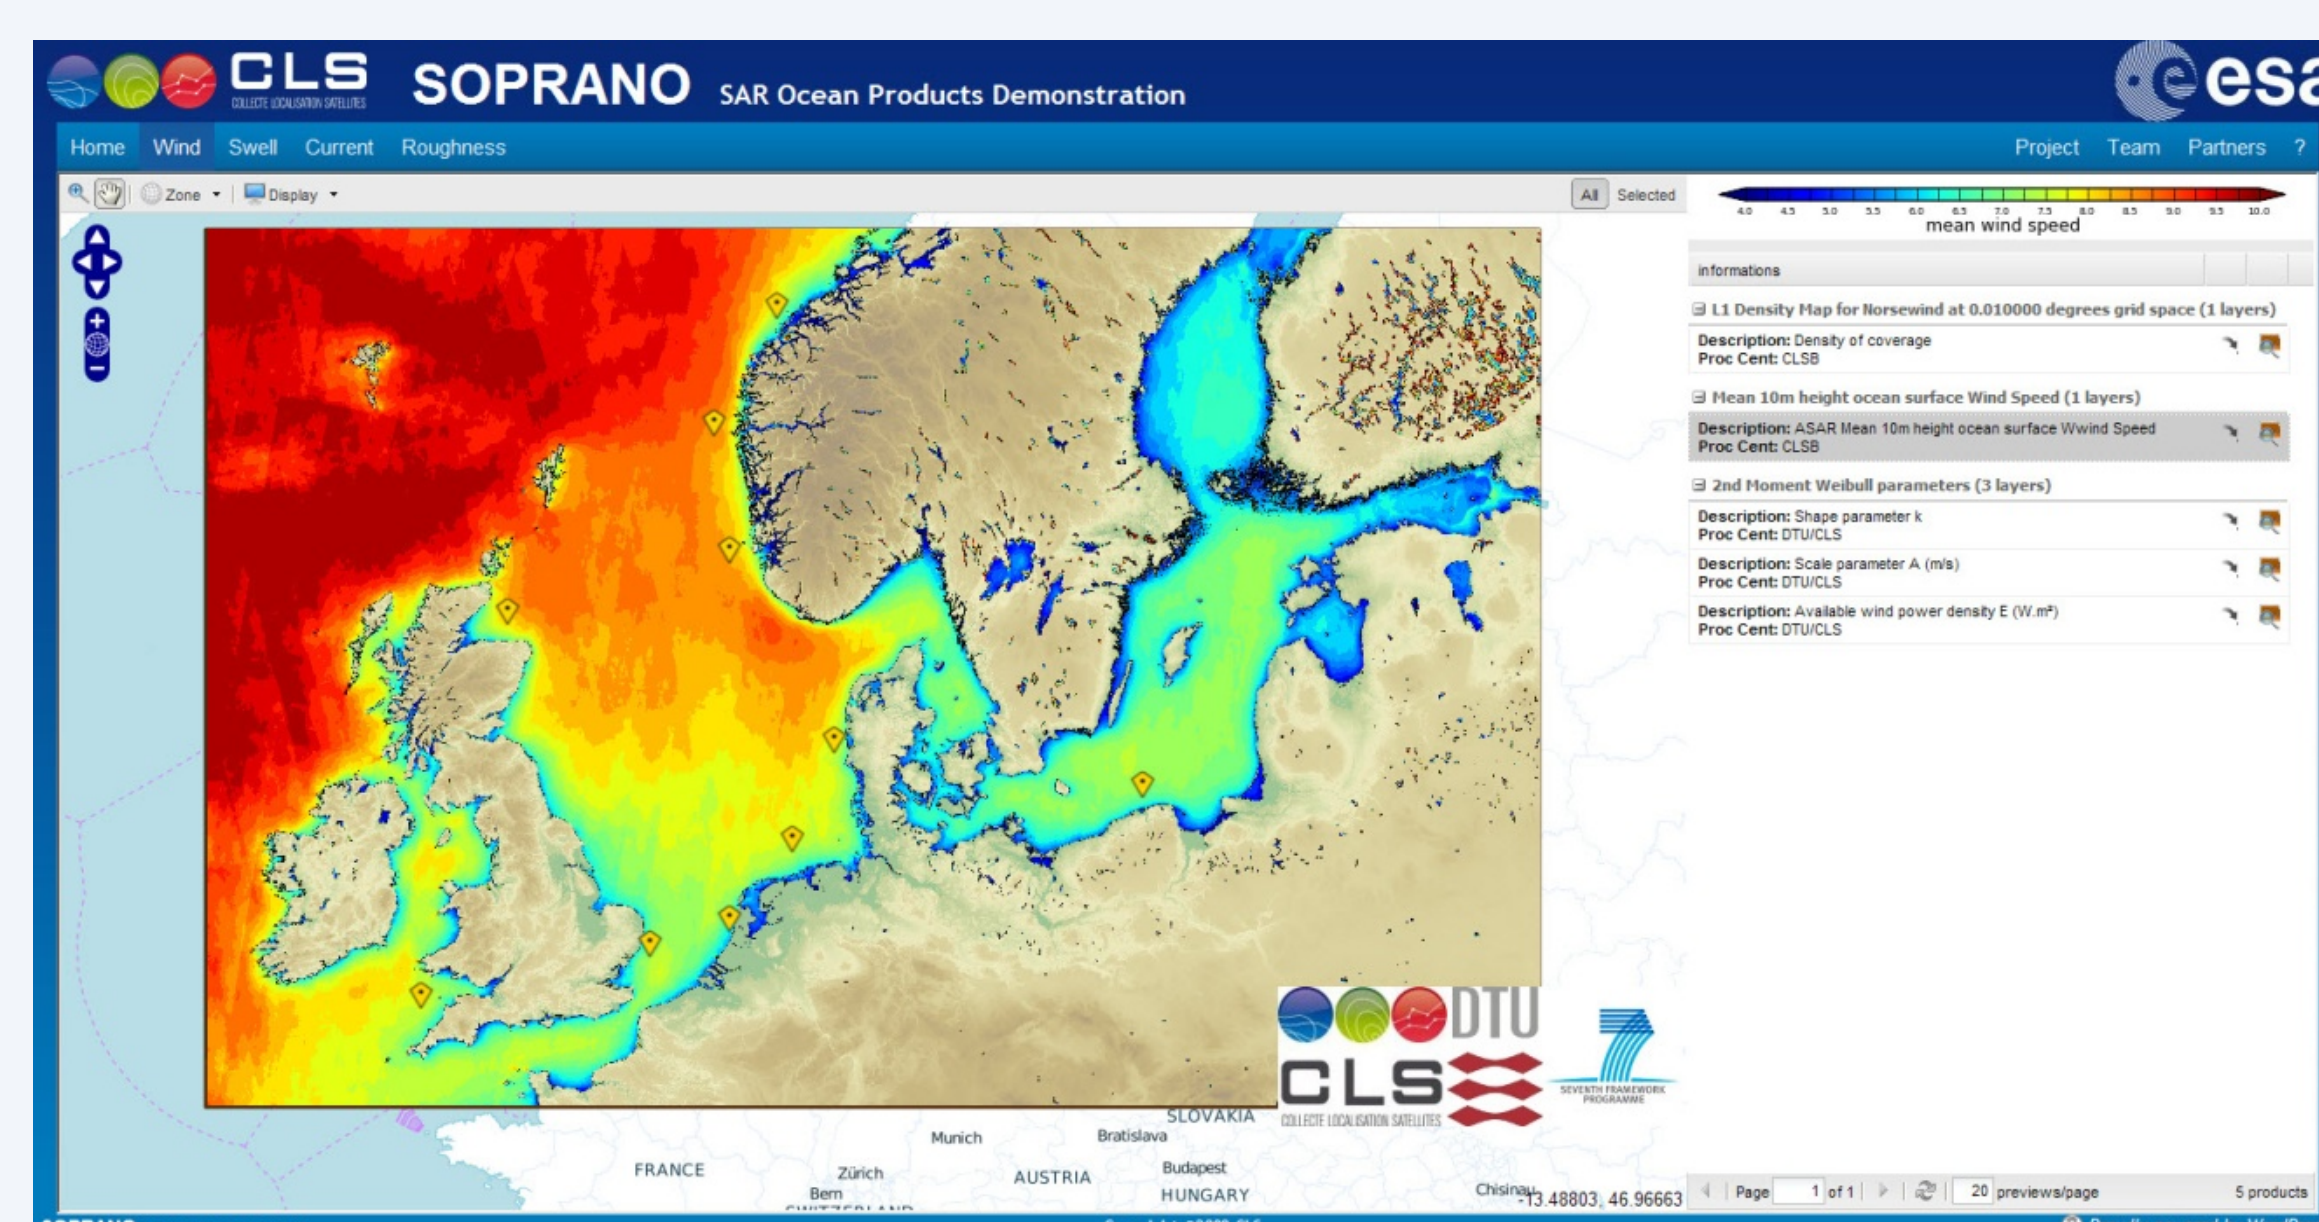 CLS
COLLECTE LOCALISATION SATELLITES
SOPRANO SAR Ocean Products Demonstration
esa
Home Wind Swell Current Roughness
Project Team Partners ?
Zone Display
All Selected
4.0 4.5 5.0 5.5 6.0 6.5 7.0 7.5 8.0 8.5 9.0 9.5 10.0
mean wind speed
informations
L1 Density Map for Norsewind at 0.010000 degrees grid space (1 layers)
Description: Density of coverage
Proc Cent: CLSB
Mean 10m height ocean surface Wind Speed (1 layers)
Description: ASAR Mean 10m height ocean surface Wwind Speed
Proc Cent: CLSB
2nd Moment Weibull parameters (3 layers)
Description: Shape parameter k
Proc Cent: DTU/CLS
Description: Scale parameter A (m/s)
Proc Cent: DTU/CLS
Description: Available wind power density E (W.m²)
Proc Cent: DTU/CLS
DTU
CLS
COLLECTE LOCALISATION SATELLITES
7
SEVENTH FRAMEWORK
PROGRAMME
SLOVAKIA
Munich
Bratislava
FRANCE
Zürich
AUSTRIA
Budapest
Bern
HUNGARY
Chisinau
-13.48803, 46.96663
SWITZERLAND
Page 1 of 1 20 previews/page 5 products
SOPRANO